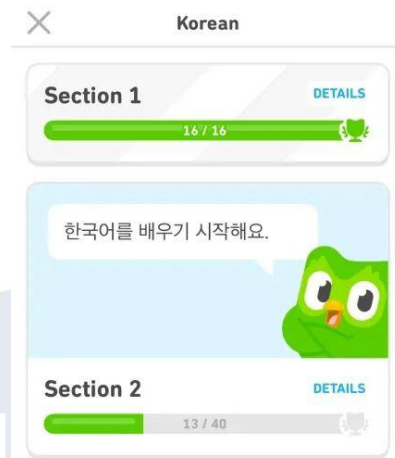 Korean
Section 1
DETAILS
16 / 16
한국어를 배우기 시작해요.
Section 2
DETAILS
13 / 40